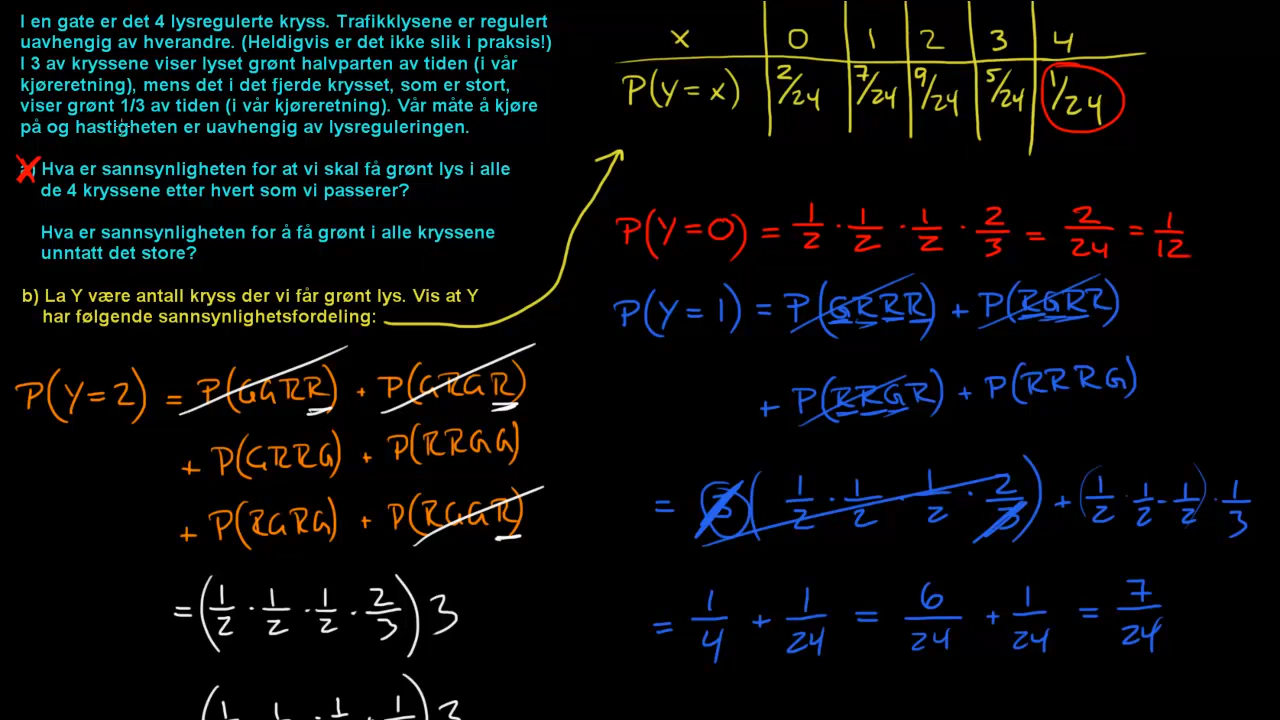 I en gate er det 4 lysregulerte kryss. Trafikklysene er regulert
uavhengig av hverandre. (Heldigvis er det ikke slik i praksis!)
I 3 av kryssene viser lyset grønt halvparten av tiden (i vår
kjøreretning), mens det i det fjerde krysset, som er stort,
viser grønt 1/3 av tiden (i vår kjøreretning). Vår måte å kjøre
på og hastigheten er uavhengig av lysreguleringen.
a) Hva er sannsynligheten for at vi skal få grønt lys i alle
de 4 kryssene etter hvert som vi passerer?
Hva er sannsynligheten for å få grønt i alle kryssene
unntatt det store?
b) La Y være antall kryss der vi får grønt lys. Vis at Y
har følgende sannsynlighetsfordeling:
x 0 1 2 3 4
P(Y=x) 2/24 7/24 9/24 5/24 1/24
P(Y=0) = 1/2 · 1/2 · 1/2 · 2/3 = 2/24 = 1/12
P(Y=1) = P(GRRR) + P(RGRR)
+ P(RRGR) + P(RRRG)
= 3(1/2 · 1/2 · 1/2 · 2/3) + (1/2 · 1/2 · 1/2) · 1/3
= 1/4 + 1/24 = 6/24 + 1/24 = 7/24
P(Y=2) = P(GGRR) + P(GRGR)
+ P(GRRG) + P(RRGG)
+ P(RGRG) + P(RGGR)
= (1/2 · 1/2 · 1/2 · 2/3) 3